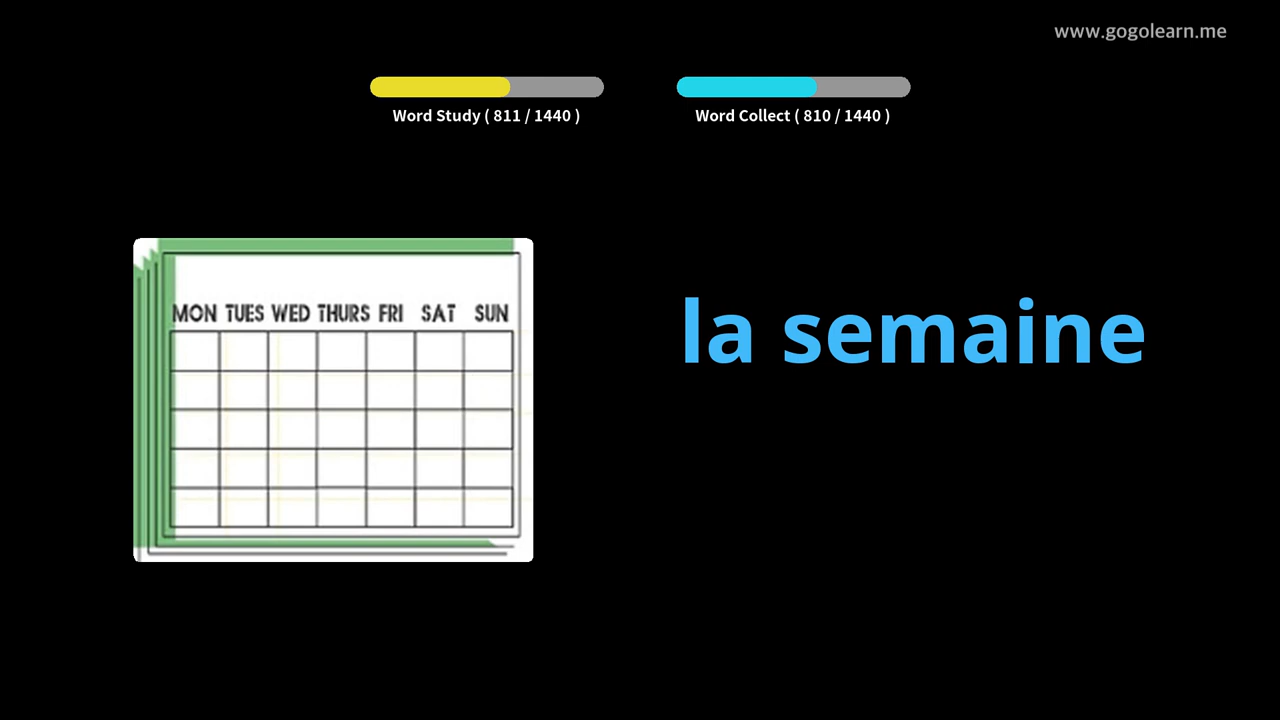 www.gogolearn.me
Word Study ( 811 / 1440 )
Word Collect ( 810 / 1440 )
MON TUES WED THURS FRI SAT SUN
la semaine